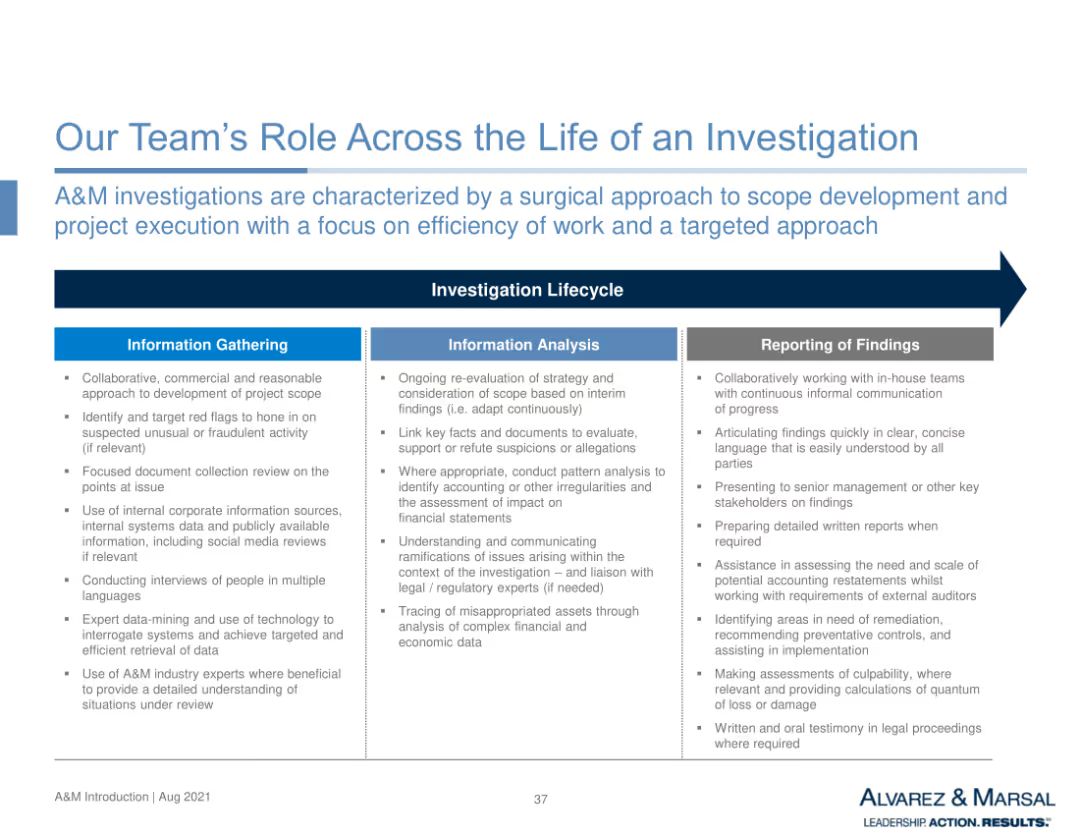 Our Team's Role Across the Life of an Investigation
A&M investigations are characterized by a surgical approach to scope development and
project execution with a focus on efficiency of work and a targeted approach
Investigation Lifecycle
Information Gathering
▪ Collaborative, commercial and reasonable
approach to development of project scope
▪ Identify and target red flags to hone in on
suspected unusual or fraudulent activity
(if relevant)
▪ Focused document collection review on the
points at issue
▪ Use of internal corporate information sources,
internal systems data and publicly available
information, including social media reviews
if relevant
▪ Conducting interviews of people in multiple
languages
▪ Expert data-mining and use of technology to
interrogate systems and achieve targeted and
efficient retrieval of data
▪ Use of A&M industry experts where beneficial
to provide a detailed understanding of
situations under review
Information Analysis
▪ Ongoing re-evaluation of strategy and
consideration of scope based on interim
findings (i.e. adapt continuously)
▪ Link key facts and documents to evaluate,
support or refute suspicions or allegations
▪ Where appropriate, conduct pattern analysis to
identify accounting or other irregularities and
the assessment of impact on
financial statements
▪ Understanding and communicating
ramifications of issues arising within the
context of the investigation – and liaison with
legal / regulatory experts (if needed)
▪ Tracing of misappropriated assets through
analysis of complex financial and
economic data
Reporting of Findings
▪ Collaboratively working with in-house teams
with continuous informal communication
of progress
▪ Articulating findings quickly in clear, concise
language that is easily understood by all
parties
▪ Presenting to senior management or other key
stakeholders on findings
▪ Preparing detailed written reports when
required
▪ Assistance in assessing the need and scale of
potential accounting restatements whilst
working with requirements of external auditors
▪ Identifying areas in need of remediation,
recommending preventative controls, and
assisting in implementation
▪ Making assessments of culpability, where
relevant and providing calculations of quantum
of loss or damage
▪ Written and oral testimony in legal proceedings
where required
A&M Introduction | Aug 2021
37
ALVAREZ & MARSAL
LEADERSHIP. ACTION. RESULTS.℠